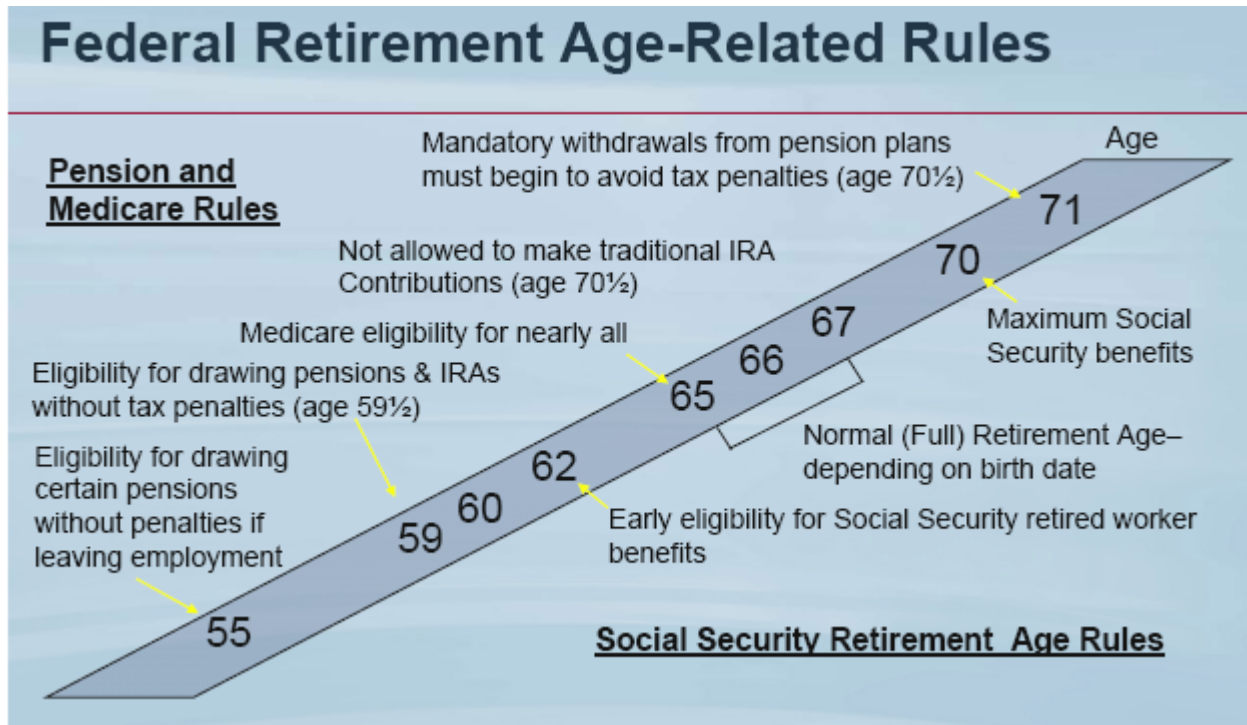 Federal Retirement Age-Related Rules
Pension and
Medicare Rules
Mandatory withdrawals from pension plans
must begin to avoid tax penalties (age 70½)
Age
71
Not allowed to make traditional IRA
Contributions (age 70½)
70
Maximum Social
Security benefits
Medicare eligibility for nearly all
67
66
65
Normal (Full) Retirement Age–
depending on birth date
Eligibility for drawing pensions & IRAs
without tax penalties (age 59½)
62
60
59
Early eligibility for Social Security retired worker
benefits
Eligibility for drawing
certain pensions
without penalties if
leaving employment
55
Social Security Retirement  Age Rules